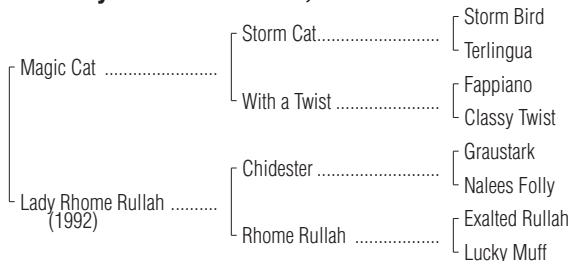 Storm Bird
Storm Cat..................................
Terlingua
Magic Cat ...............................
Fappiano
With a Twist ............................
Classy Twist
Graustark
Chidester .................................
Nalees Folly
Lady Rhome Rullah ............
(1992)
Exalted Rullah
Rhome Rullah .......................
Lucky Muff